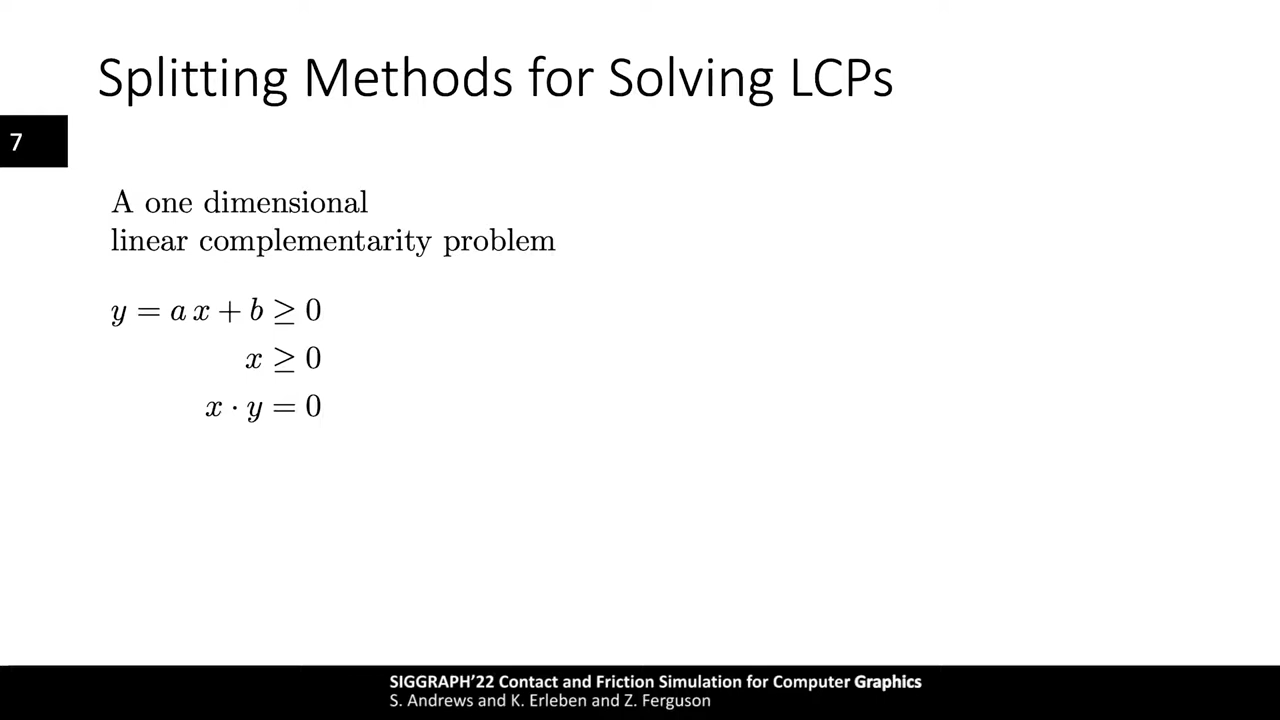 Splitting Methods for Solving LCPs
7
A one dimensional
linear complementarity problem
y = a x + b ≥ 0
x ≥ 0
x · y = 0
SIGGRAPH'22 Contact and Friction Simulation for Computer Graphics
S. Andrews and K. Erleben and Z. Ferguson